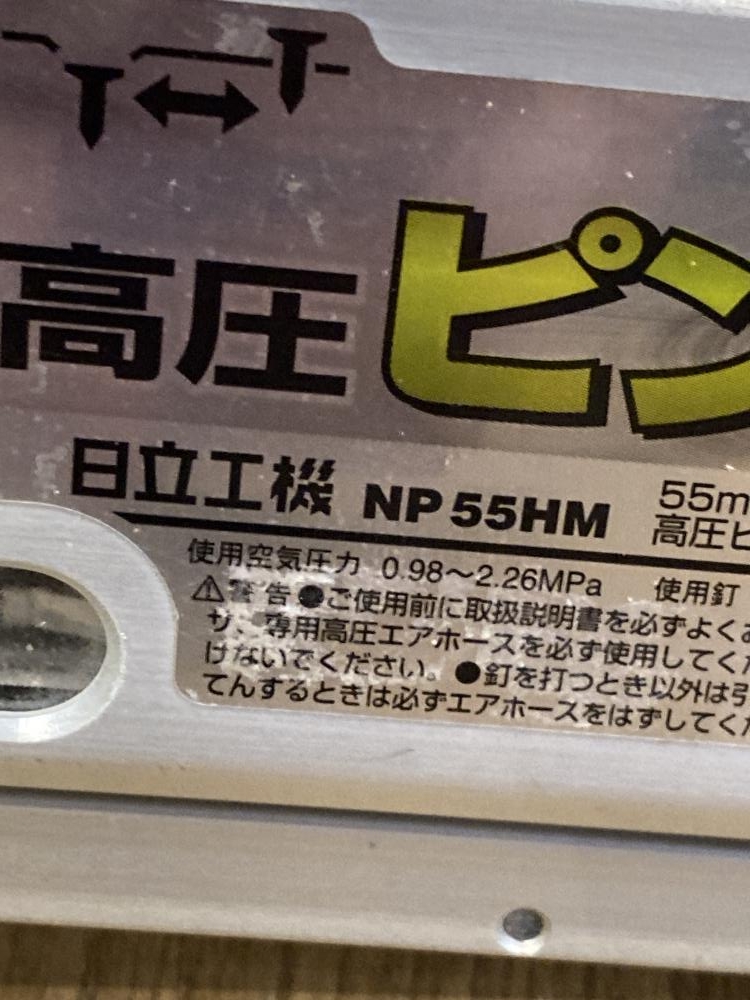 高圧ピン
日立工機 NP55HM 55m
高圧ピ
使用空気圧力 0.98～2.26MPa 使用釘
⚠警告 ●ご使用前に取扱説明書を必ずよくお
専用高圧エアホースを必ず使用してくだ
けないでください。 ●釘を打つとき以外は引
てんするときは必ずエアホースをはずしてくだ